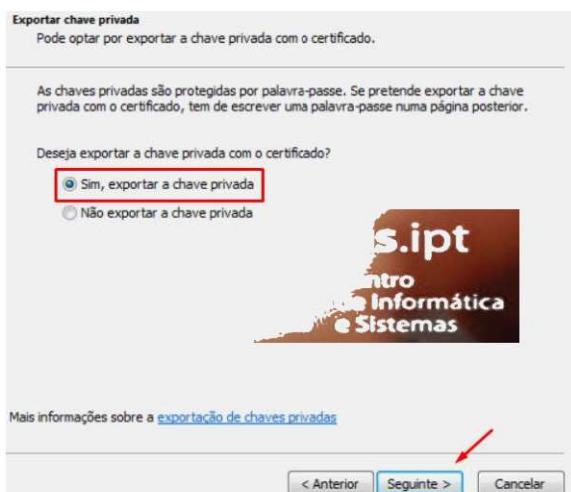 Exportar chave privada
Pode optar por exportar a chave privada com o certificado.
As chaves privadas são protegidas por palavra-passe. Se pretende exportar a chave
privada com o certificado, tem de escrever uma palavra-passe numa página posterior.
Deseja exportar a chave privada com o certificado?
Sim, exportar a chave privada
Não exportar a chave privada
s.ipt
ntro
e Informática
e Sistemas
Mais informações sobre a exportação de chaves privadas
< Anterior Seguinte > Cancelar